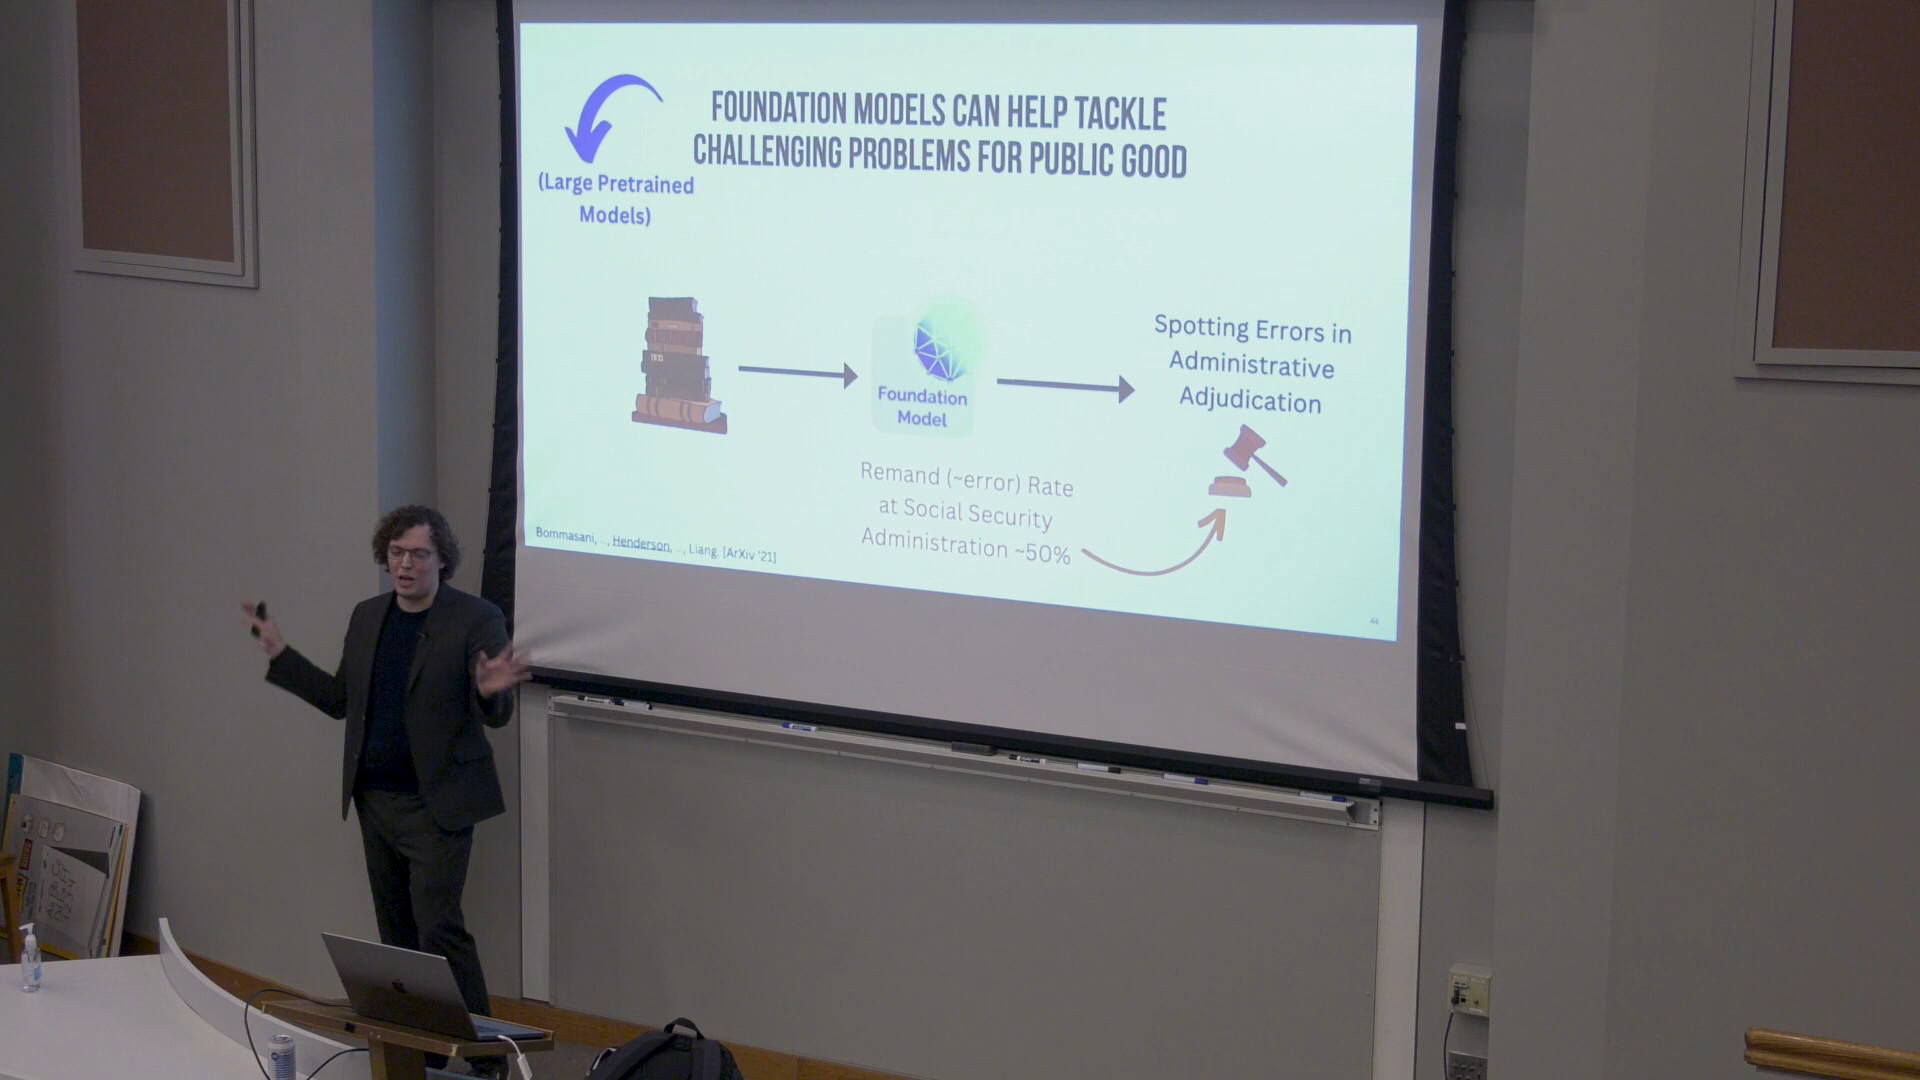 FOUNDATION MODELS CAN HELP TACKLE
CHALLENGING PROBLEMS FOR PUBLIC GOOD
(Large Pretrained
Models)
Foundation
Model
Spotting Errors in
Administrative
Adjudication
Remand (~error) Rate
at Social Security
Administration ~50%
Bommasani, .., Henderson, .., Liang. [ArXiv '21]
44